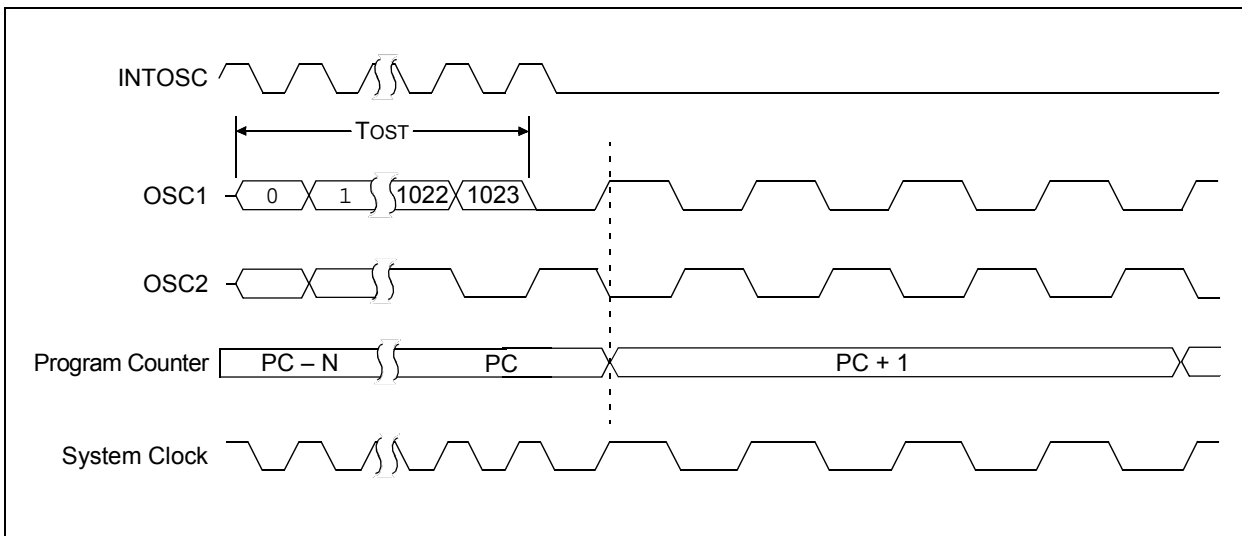 INTOSC
TOST
OSC1 0 1 1022 1023
OSC2
Program Counter PC – N PC PC + 1
System Clock